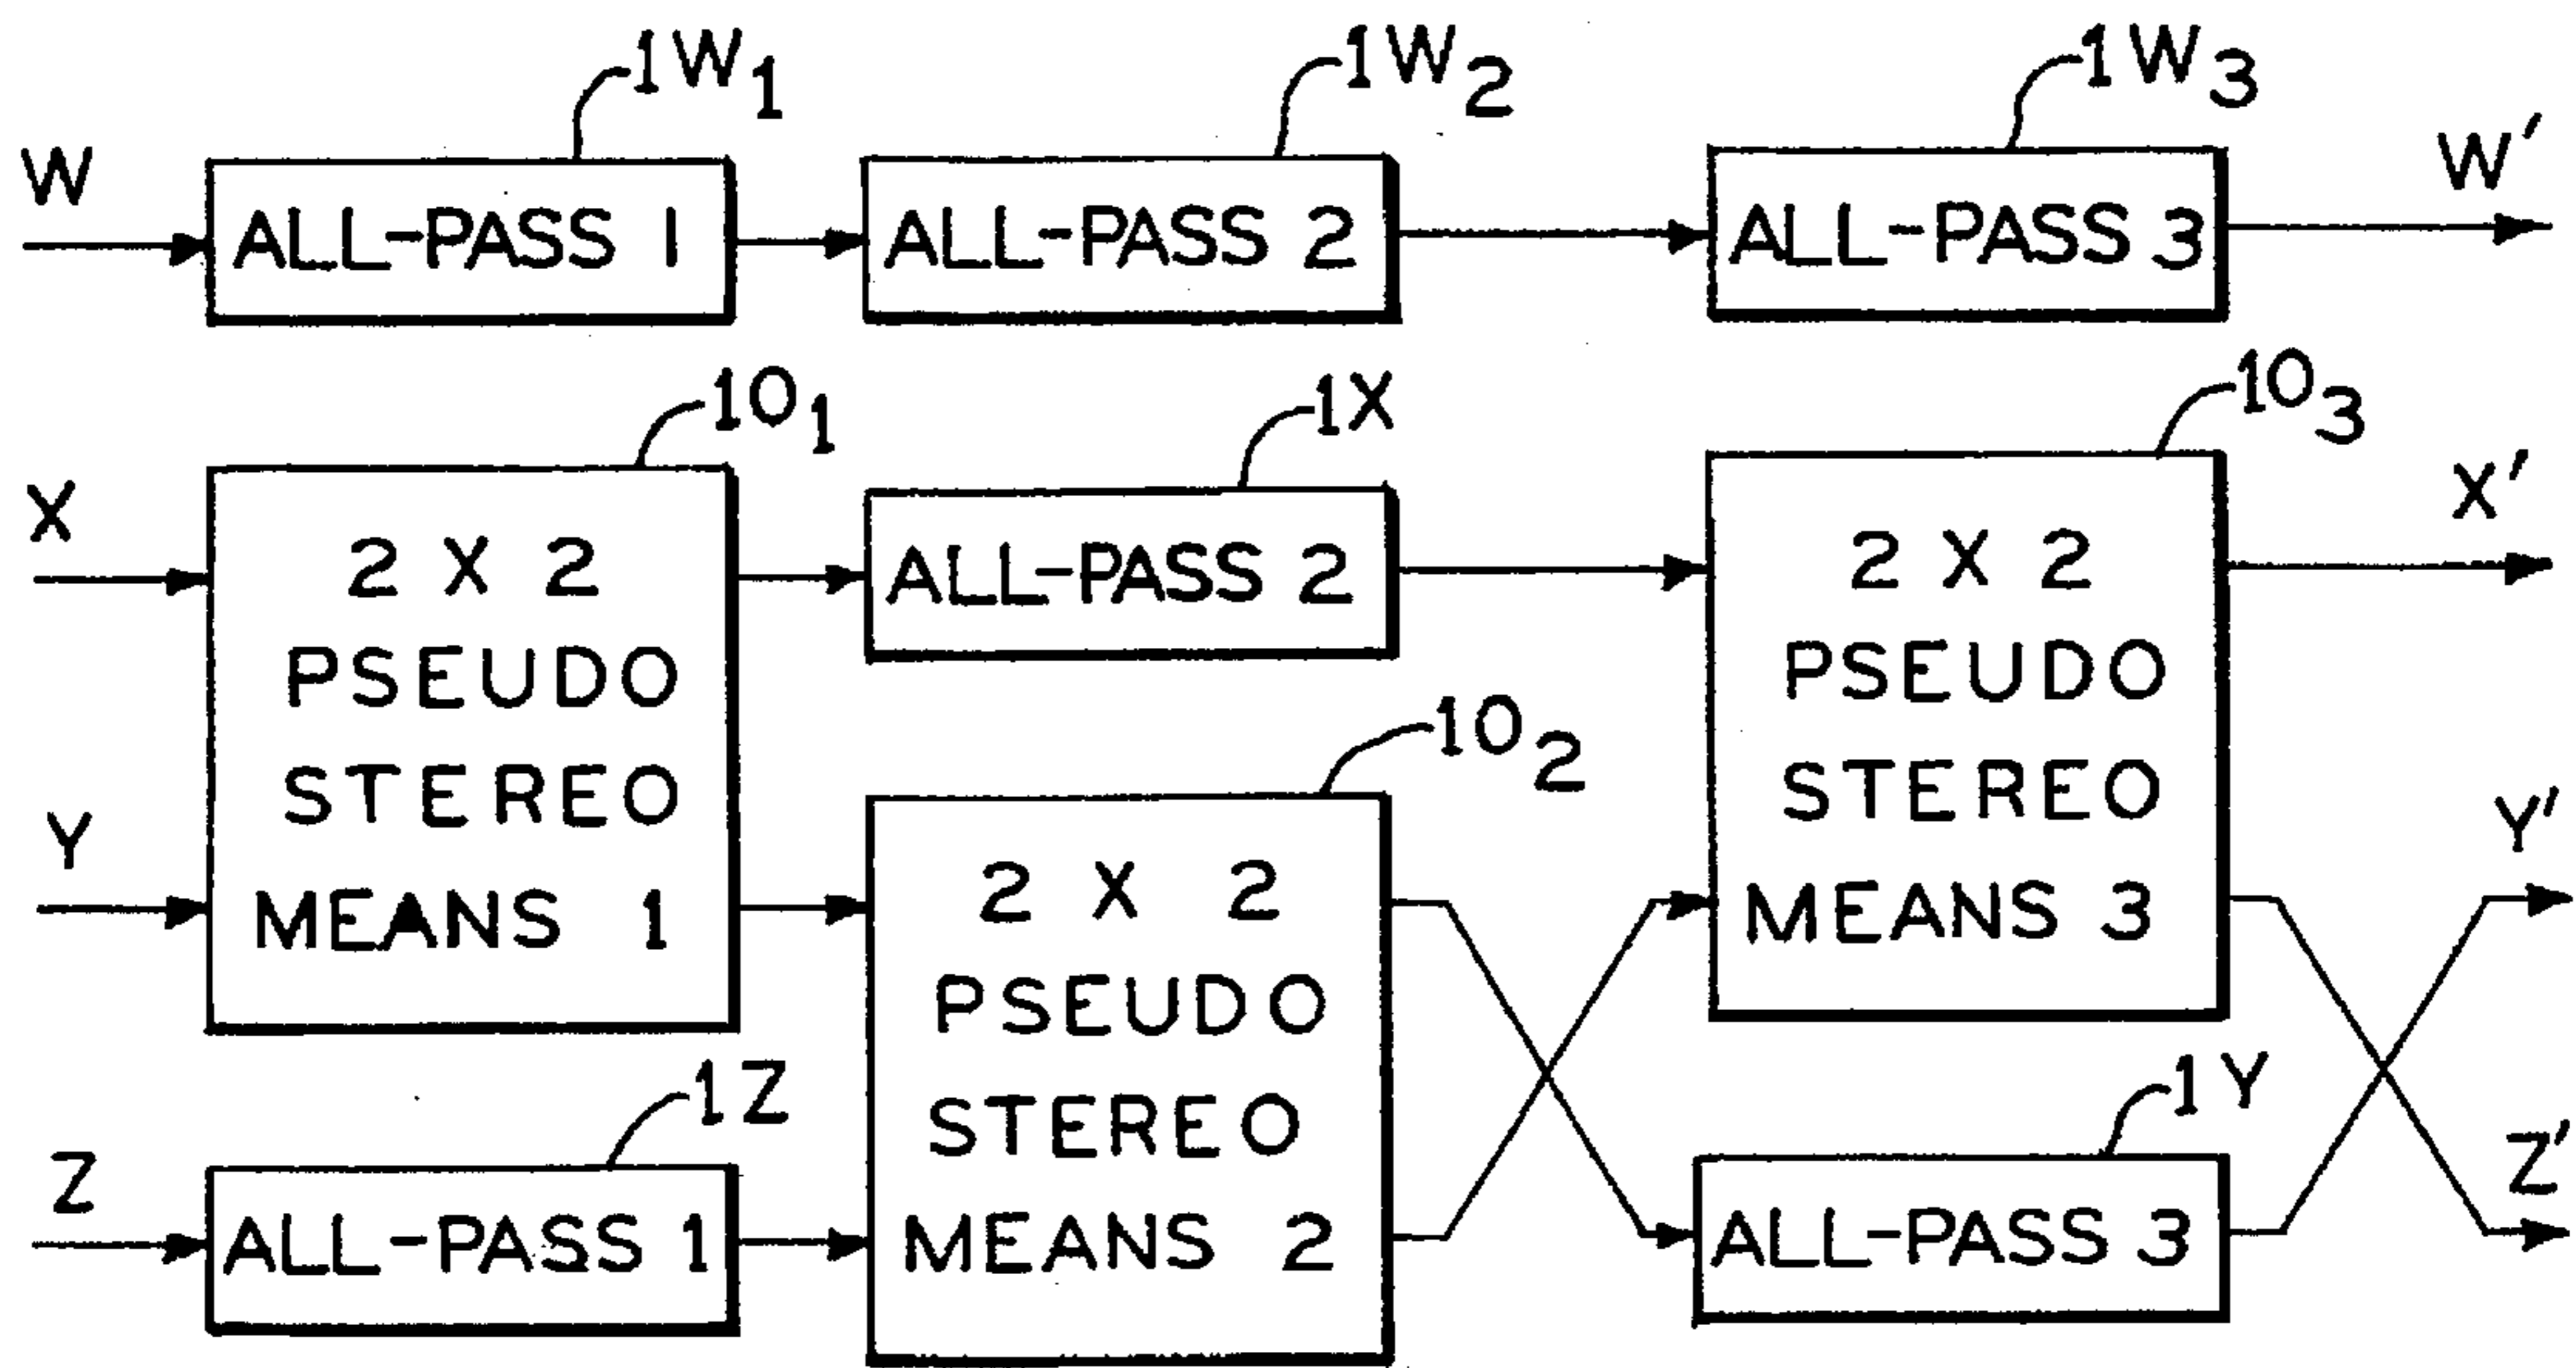 1W₁ 1W₂ 1W₃
W W'
ALL-PASS 1 ALL-PASS 2 ALL-PASS 3
10₁ 1X 10₃
X X'
2 X 2
PSEUDO
STEREO
MEANS 1
ALL-PASS 2
2 X 2
PSEUDO
STEREO
MEANS 3
10₂
Y Y'
2 X 2
PSEUDO
STEREO
MEANS 2
1Z 1Y
Z Z'
ALL-PASS 1 ALL-PASS 3